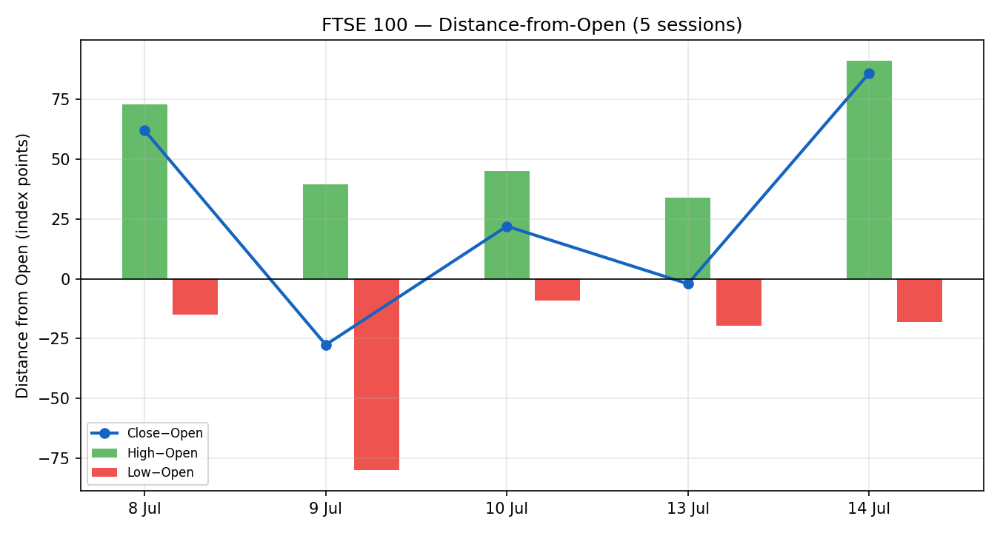 FTSE 100 — Distance-from-Open (5 sessions)
Distance from Open (index points)
75
50
25
0
−25
−50
−75
Close−Open
High−Open
Low−Open
8 Jul
9 Jul
10 Jul
13 Jul
14 Jul